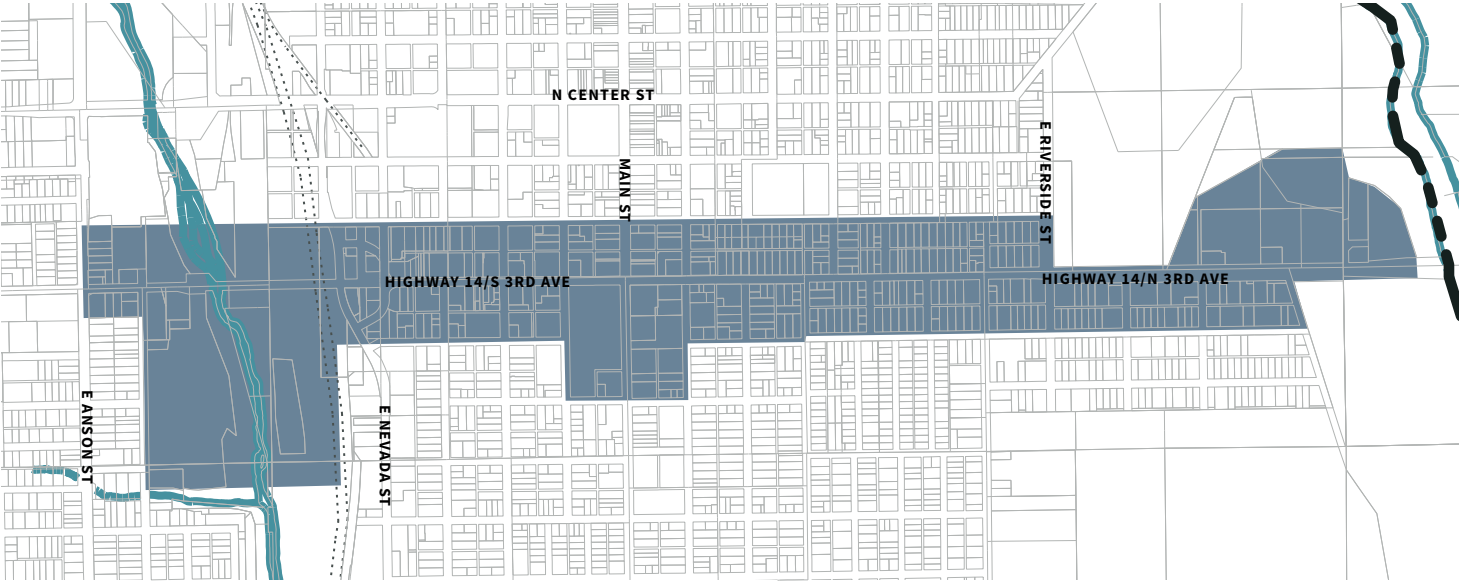 N CENTER ST
MAIN ST
E RIVERSIDE ST
HIGHWAY 14/S 3RD AVE
HIGHWAY 14/N 3RD AVE
E ANSON ST
E NEVADA ST